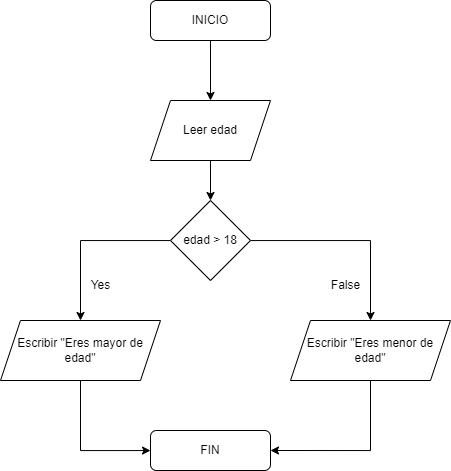 INICIO
Leer edad
edad > 18
Yes
False
Escribir "Eres mayor de
edad"
Escribir "Eres menor de
edad"
FIN